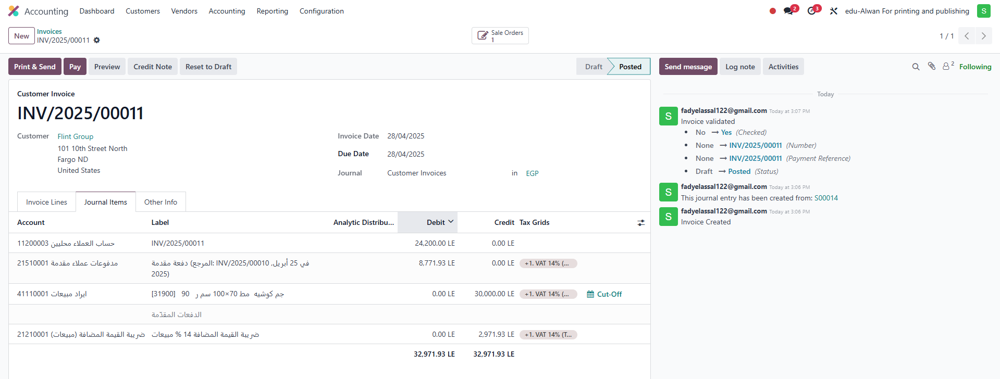 Accounting Dashboard Customers Vendors Accounting Reporting Configuration 2 3 edu-Alwan For printing and publishing S
New Invoices Sale Orders
INV/2025/00011 1 1 / 1
Print & Send Pay Preview Credit Note Reset to Draft Draft Posted Send message Log note Activities 2 Following
Customer Invoice
INV/2025/00011
Customer Flint Group
101 10th Street North
Fargo ND
United States
Invoice Date 28/04/2025
Due Date 28/04/2025
Journal Customer Invoices in EGP
Invoice Lines Journal Items Other Info
Account Label Analytic Distribu... Debit Credit Tax Grids
11200003 حساب العملاء محليين INV/2025/00011 24,200.00 LE 0.00 LE
21510001 مدفوعات عملاء مقدمة دفعة مقدمة (المرجع: INV/2025/00010 في 25 أبريل, 8,771.93 LE 0.00 LE +1. VAT 14% (...
2025)
41110001 ايراد مبيعات [31900] جم كوشيه مط 70×100 سم ر 90 0.00 LE 30,000.00 LE +1. VAT 14% (... Cut-Off
الدفعات المقدّمة
21210001 ضريبة القيمة المضافة (مبيعات) ضريبة القيمة المضافة 14 % مبيعات 0.00 LE 2,971.93 LE +1. VAT 14% (T...
32,971.93 LE 32,971.93 LE
Today
S fadyelassal122@gmail.com Today at 3:07 PM
Invoice validated
No → Yes (Checked)
None → INV/2025/00011 (Number)
None → INV/2025/00011 (Payment Reference)
Draft → Posted (Status)
S fadyelassal122@gmail.com Today at 3:06 PM
This journal entry has been created from: S00014
S fadyelassal122@gmail.com Today at 3:06 PM
Invoice Created